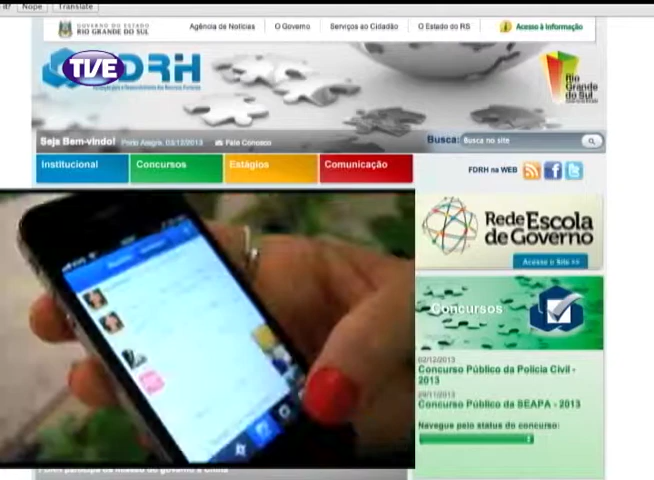 it? Nope Translate
GOVERNO DO ESTADO
RIO GRANDE DO SUL
Agência de Notícias O Governo Serviços ao Cidadão O Estado do RS Acesso à Informação
TVE
DRH
Rio
Grande
do Sul
Seja Bem-vindo! Porto Alegre, 03/12/2013 Fale Conosco
Busca: Busca no site
Institucional Concursos Estágios Comunicação
FDRH na WEB
Rede Escola
de Governo
Acesse o Site >>
Concursos
02/12/2013
Concurso Público da Polícia Civil -
2013
29/11/2013
Concurso Público da SEAPA - 2013
Navegue pelo status do concurso: